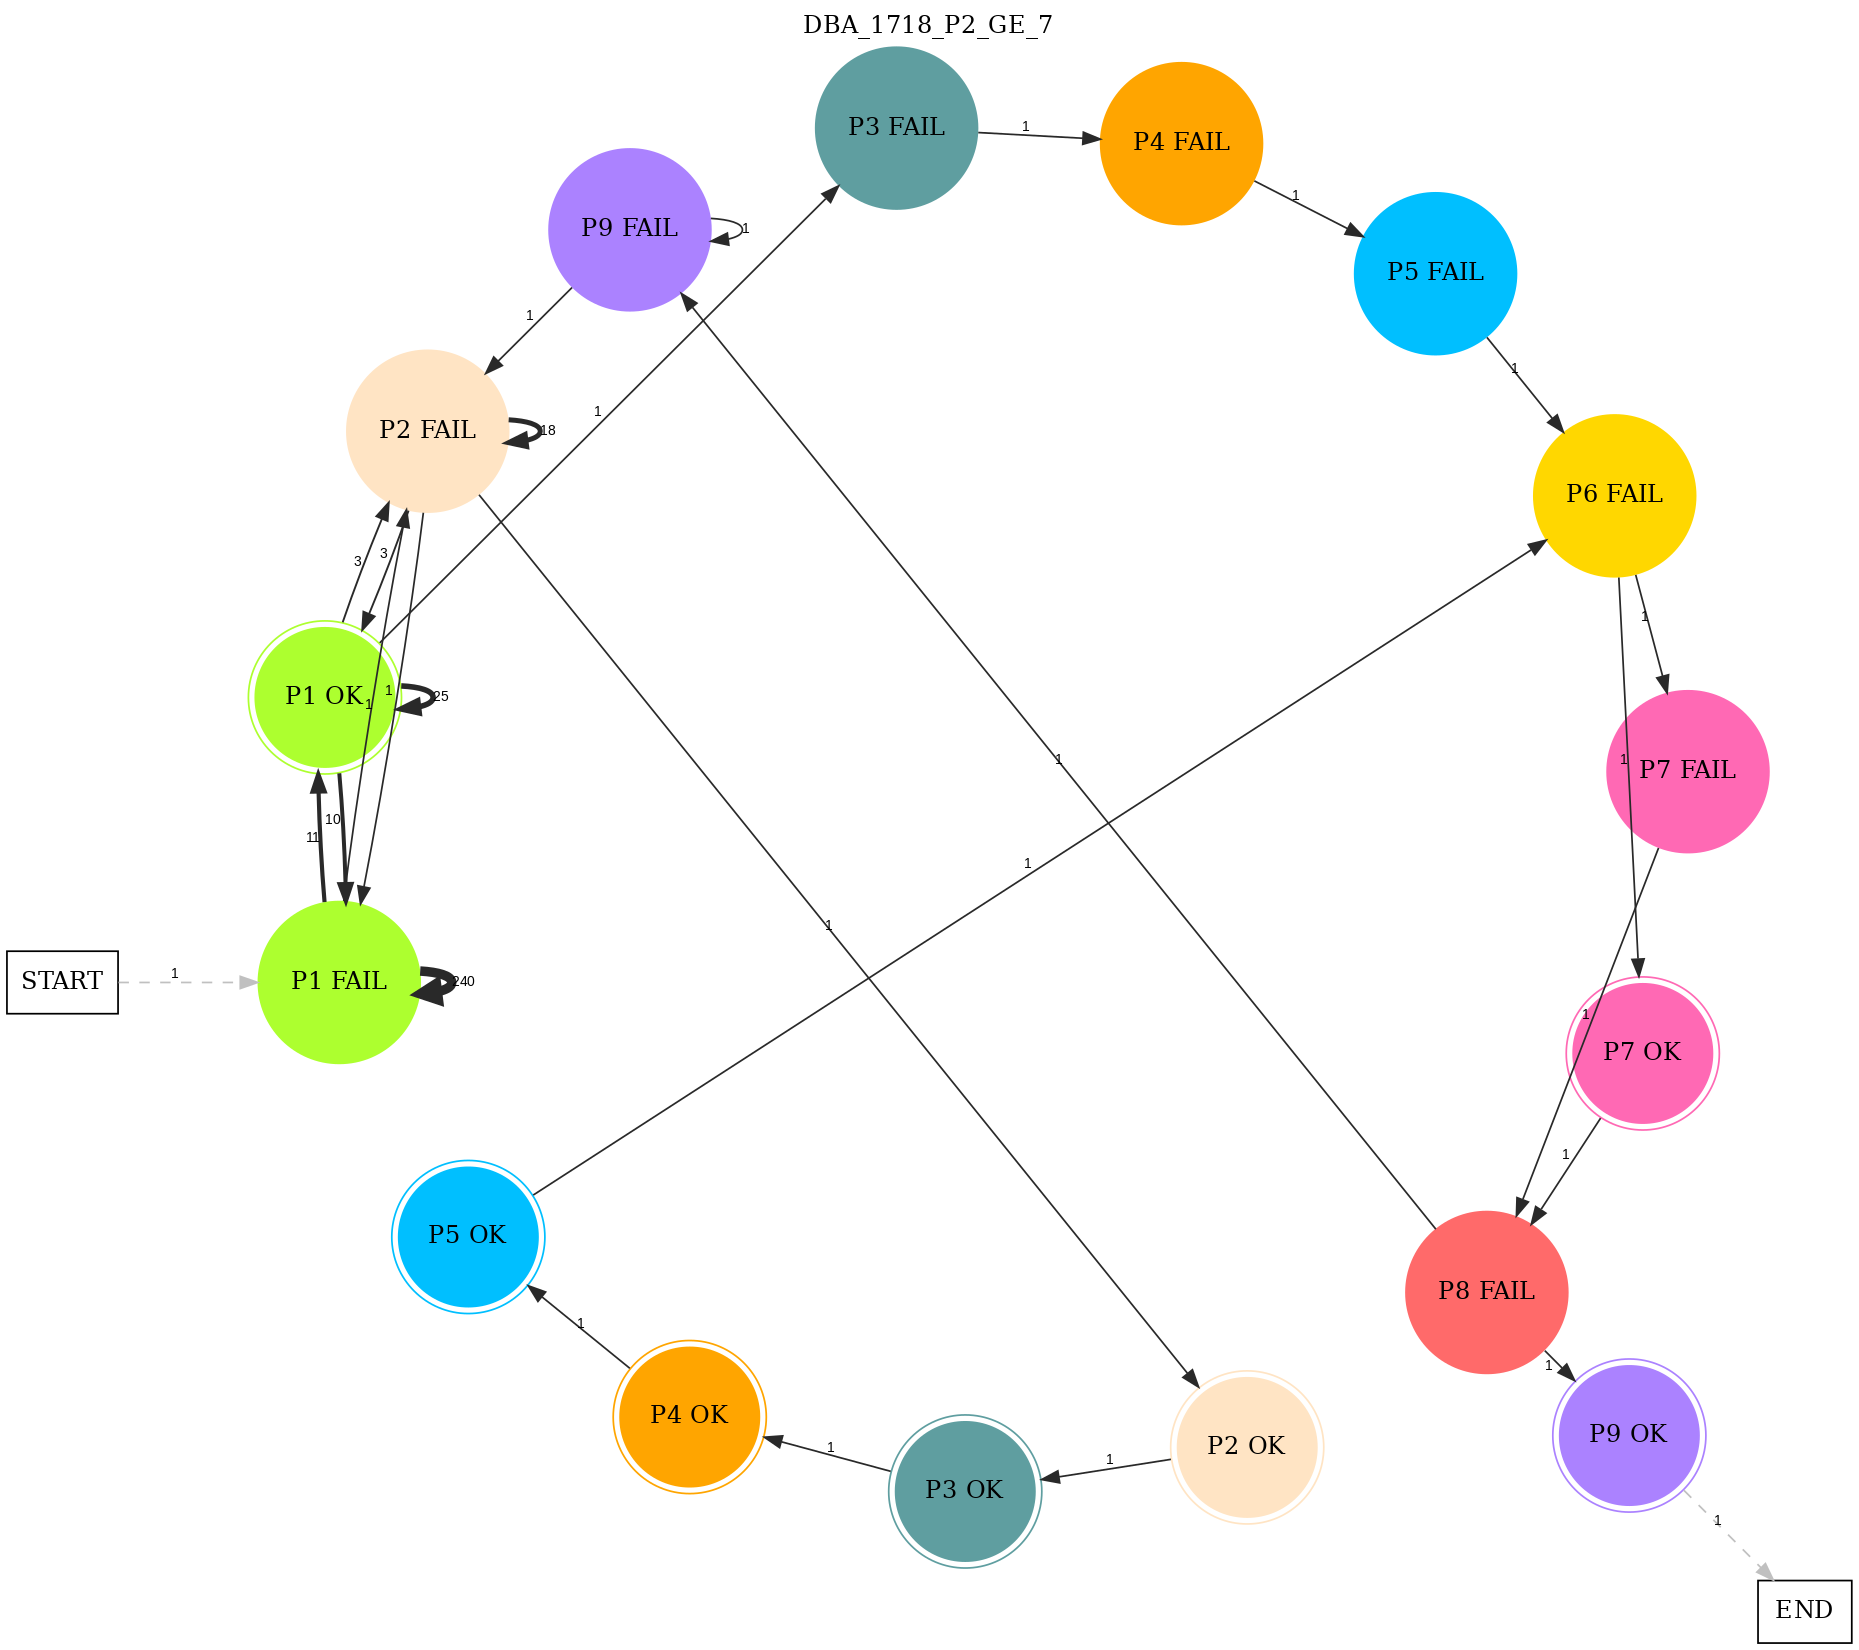 DBA_1718_P2_GE_7
P3 FAIL
1
P4 FAIL
P9 FAIL
1
1
P5 FAIL
1
1
1
P2 FAIL
18
P6 FAIL
3
3
1
P1 OK
25
1
1
1
1
P7 FAIL
10
11
1
1
START
1
P1 FAIL
240
1
P7 OK
1
1
P5 OK
P8 FAIL
1
1
P4 OK
P2 OK
P9 OK
1
1
P3 OK
1
END